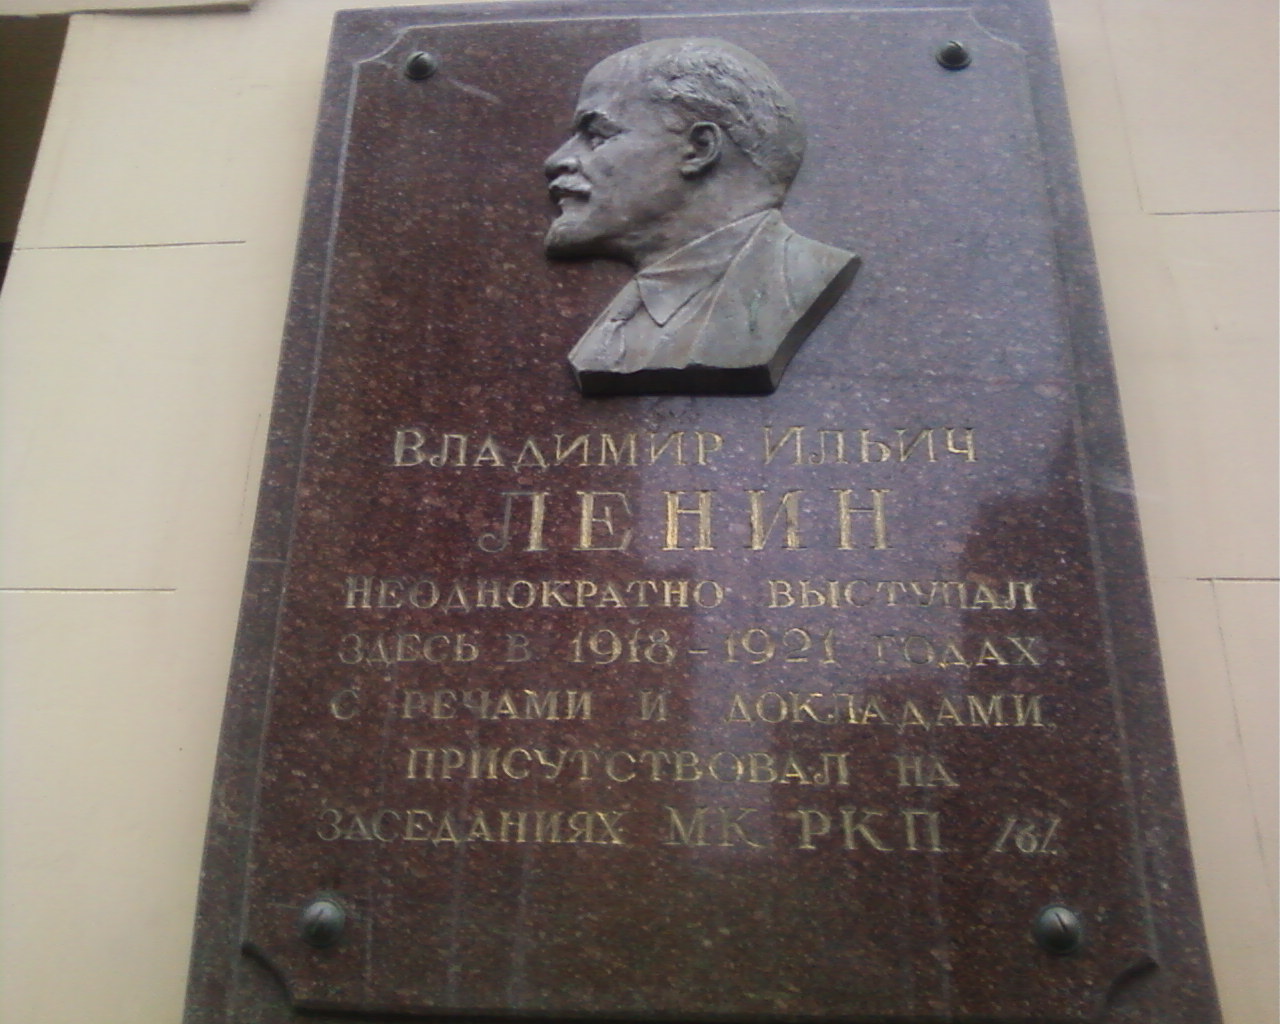 ВЛАДИМИР ИЛЬИЧ
ЛЕНИН
НЕОДНОКРАТНО ВЫСТУПАЛ
ЗДЕСЬ В 1918-1921 ГОДАХ
С РЕЧАМИ И ДОКЛАДАМИ,
ПРИСУТСТВОВАЛ НА
ЗАСЕДАНИЯХ МК РКП /б/